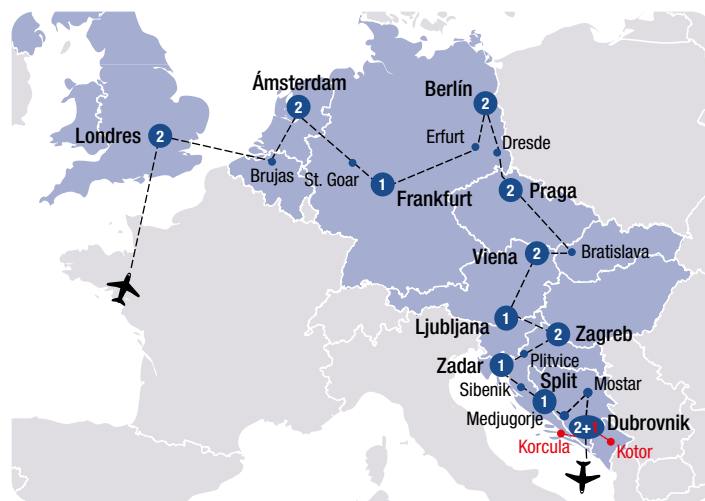 Ámsterdam
2
Berlín
2
Londres
2
Erfurt
Dresde
Brujas
St. Goar
1
Frankfurt
2
Praga
Viena
2
Bratislava
Ljubljana
1
2
Zagreb
Plitvice
Zadar
1
Split
Mostar
Sibenik
1
Medjugorje
2+1
Dubrovnik
Korcula
Kotor